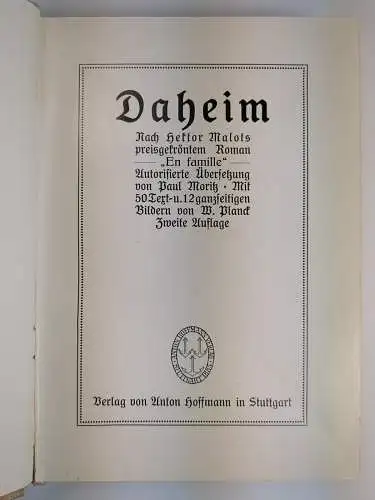 Daheim
Nach Hektor Malots
preisgekröntem Roman
„En famille“
Autorisierte Übersetzung
von Paul Moritz · Mit
50 Text- u. 12 ganzseitigen
Bildern von W. Planck
Zweite Auflage
Verlag von Anton Hoffmann in Stuttgart